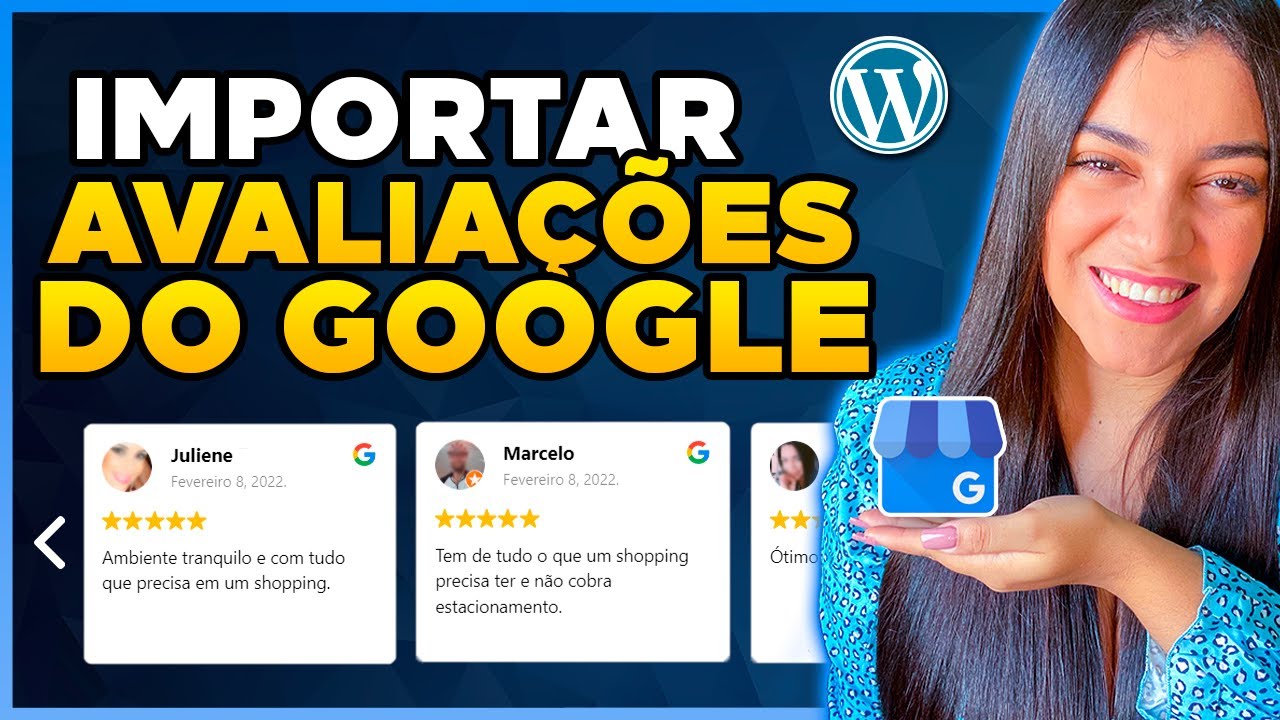 IMPORTAR
AVALIAÇÕES
DO GOOGLE
W
Juliene
G
Fevereiro 8, 2022.
Ambiente tranquilo e com tudo
que precisa em um shopping.
Marcelo
G
Fevereiro 8, 2022.
Tem de tudo o que um shopping
precisa ter e não cobra
estacionamento.
Ótimo
G